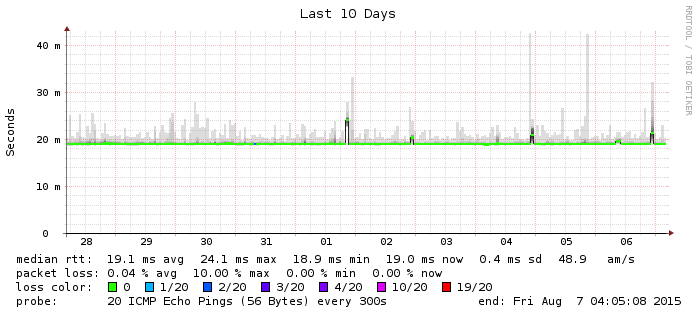 Last 10 Days
RRDTOOL / TOBI OETIKER
Seconds
40 m
30 m
20 m
10 m
0
28 29 30 31 01 02 03 04 05 06
median rtt: 19.1 ms avg 24.1 ms max 18.9 ms min 19.0 ms now 0.4 ms sd 48.9 am/s
packet loss: 0.04 % avg 10.00 % max 0.00 % min 0.00 % now
loss color: 0 1/20 2/20 3/20 4/20 10/20 19/20
probe: 20 ICMP Echo Pings (56 Bytes) every 300s end: Fri Aug 7 04:05:08 2015